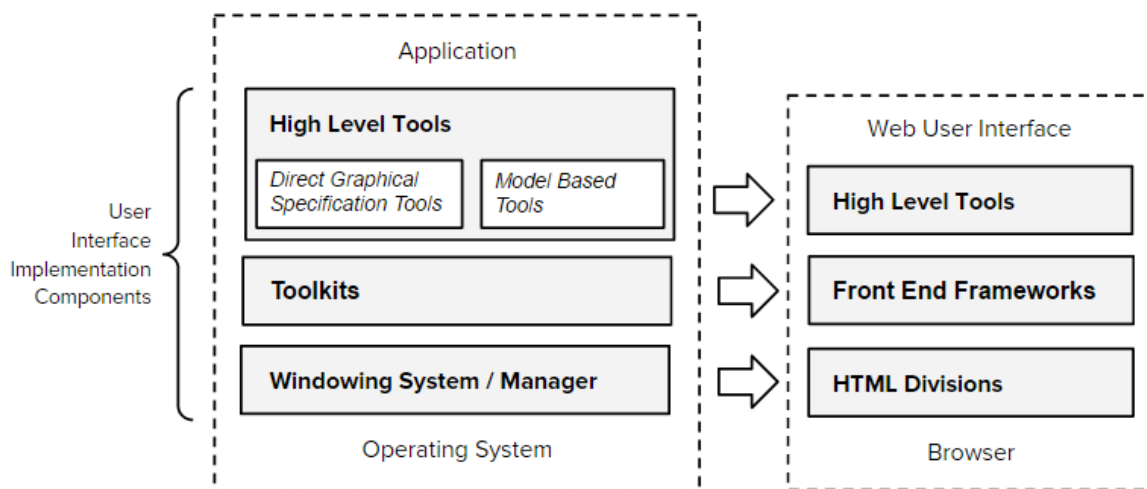 Application
High Level Tools
Direct Graphical
Specification Tools
Model Based
Tools
Toolkits
Windowing System / Manager
Operating System
User
Interface
Implementation
Components
Web User Interface
High Level Tools
Front End Frameworks
HTML Divisions
Browser